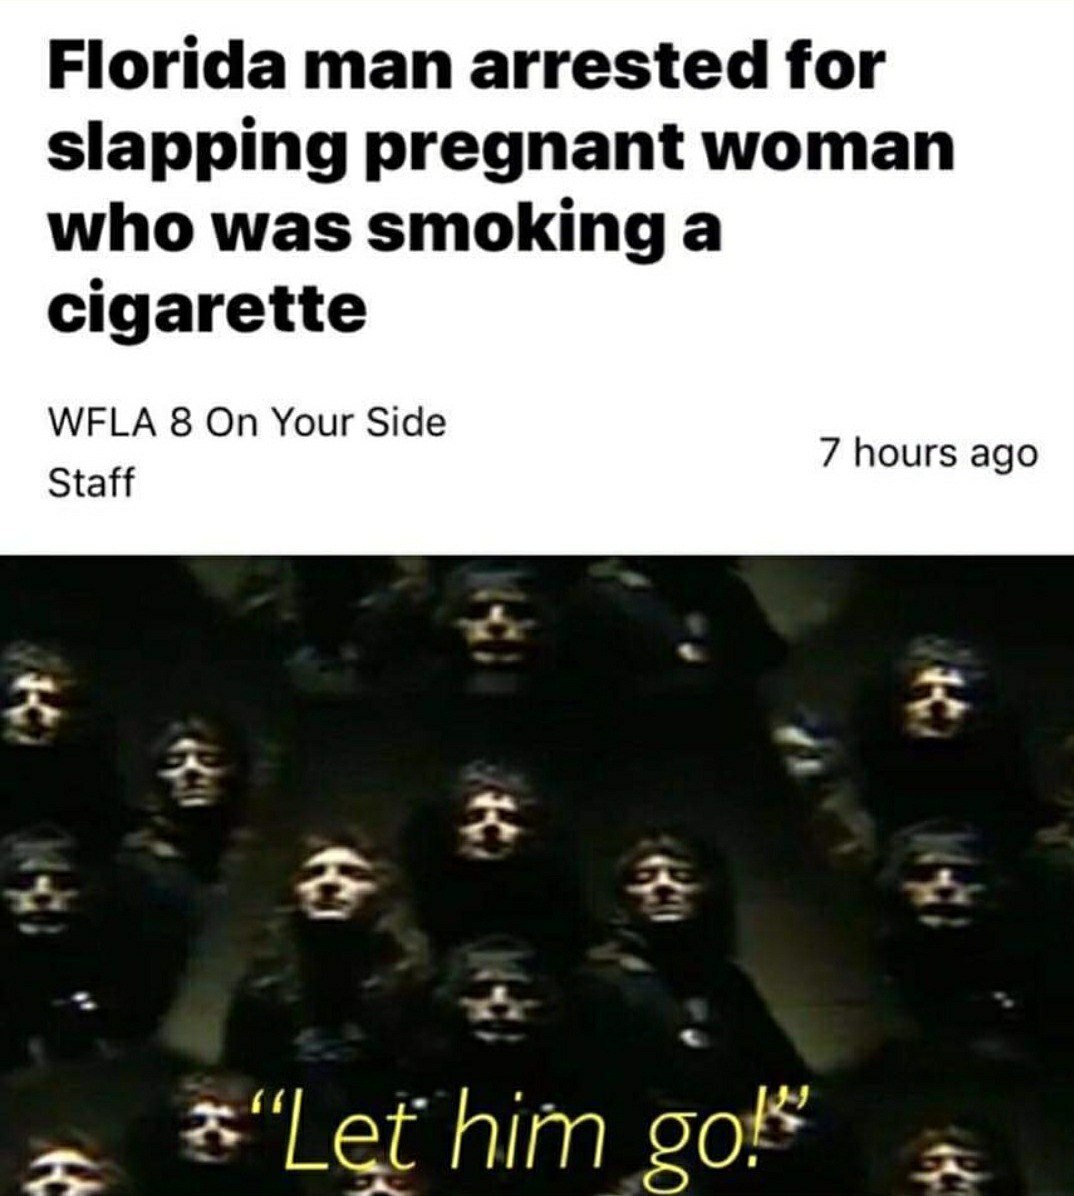 Florida man arrested for
slapping pregnant woman
who was smoking a
cigarette
WFLA 8 On Your Side
Staff
7 hours ago
“Let him go!”